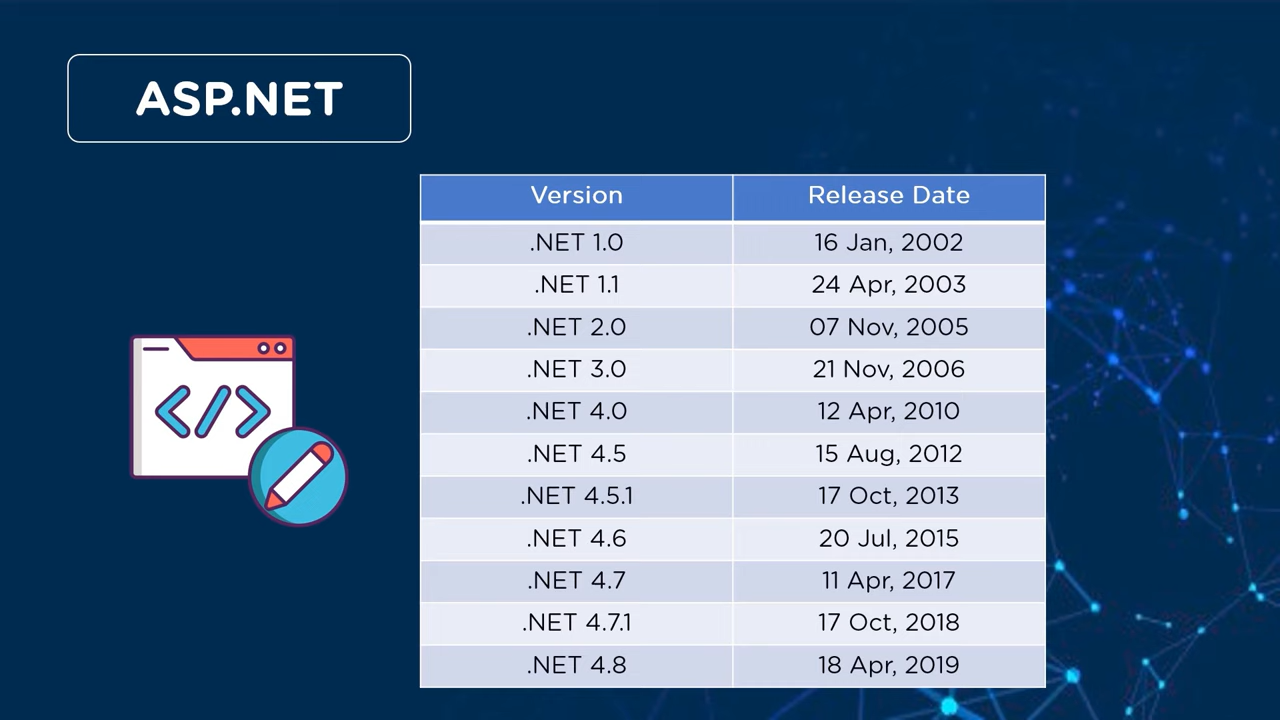 ASP.NET
Version Release Date
.NET 1.0 16 Jan, 2002
.NET 1.1 24 Apr, 2003
.NET 2.0 07 Nov, 2005
.NET 3.0 21 Nov, 2006
.NET 4.0 12 Apr, 2010
.NET 4.5 15 Aug, 2012
.NET 4.5.1 17 Oct, 2013
.NET 4.6 20 Jul, 2015
.NET 4.7 11 Apr, 2017
.NET 4.7.1 17 Oct, 2018
.NET 4.8 18 Apr, 2019